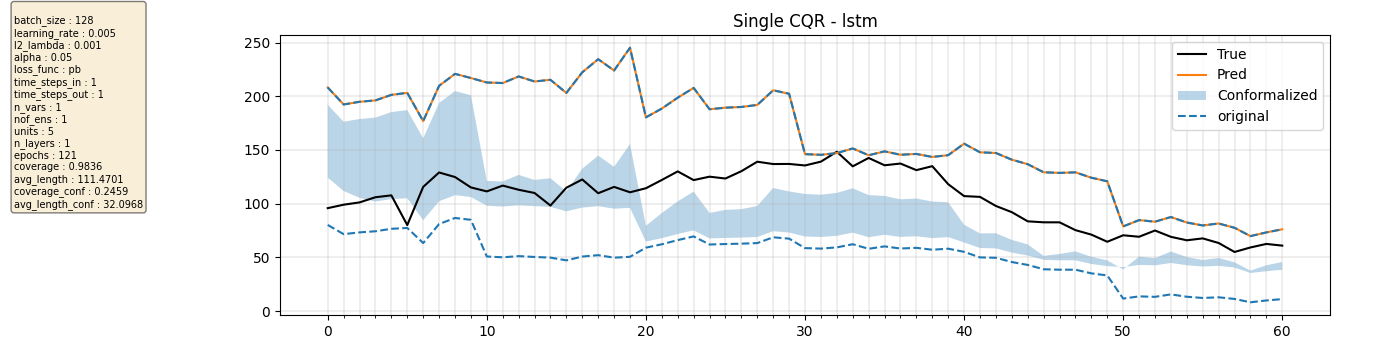 batch_size : 128
learning_rate : 0.005
l2_lambda : 0.001
alpha : 0.05
loss_func : pb
time_steps_in : 1
time_steps_out : 1
n_vars : 1
nof_ens : 1
units : 5
n_layers : 1
epochs : 121
coverage : 0.9836
avg_length : 111.4701
coverage_conf : 0.2459
avg_length_conf : 32.0968
Single CQR - lstm
250
200
150
100
50
0
True
Pred
Conformalized
original
0 10 20 30 40 50 60